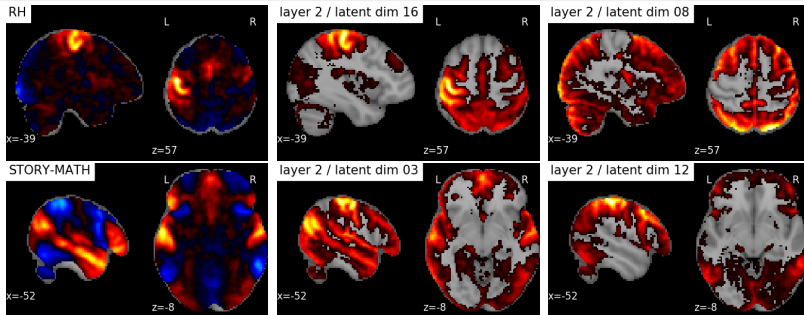 RH
L R
x=-39
z=57
layer 2 / latent dim 16
L R
x=-39
z=57
layer 2 / latent dim 08
L R
x=-39
z=57
STORY-MATH
L R
x=-52
z=-8
layer 2 / latent dim 03
L R
x=-52
z=-8
layer 2 / latent dim 12
L R
x=-52
z=-8